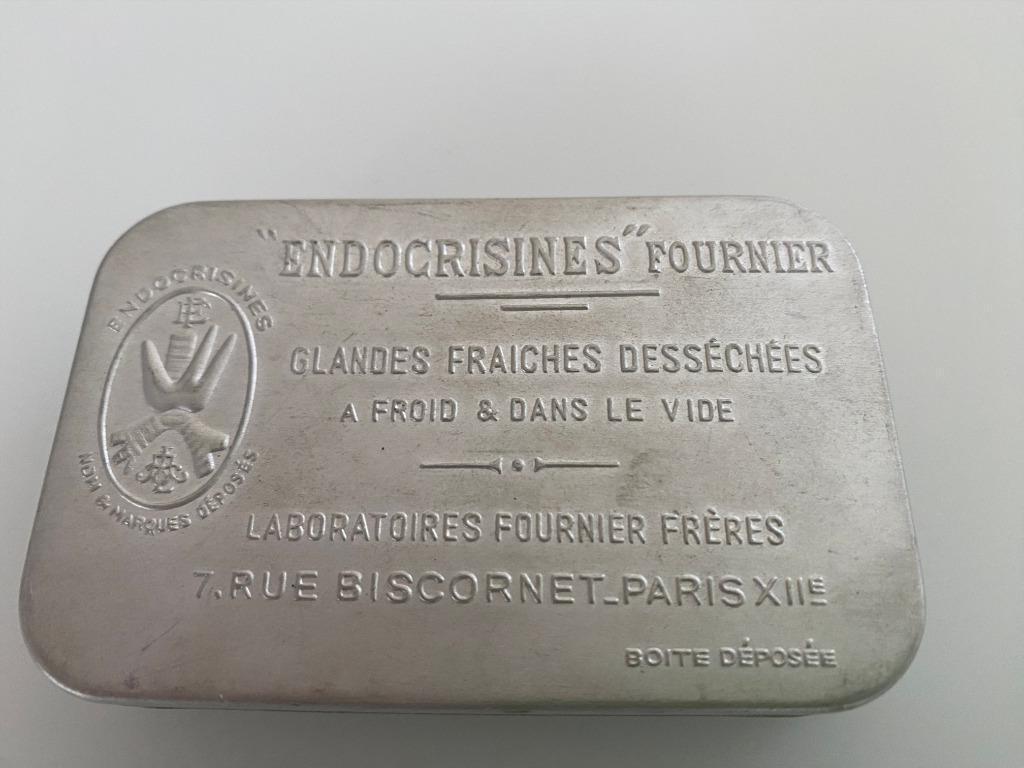 "ENDOCRISINES" FOURNIER
ENDOCRISINES
GLANDES FRAICHES DESSÉCHÉES
A FROID & DANS LE VIDE
NOM & MARQUES DÉPOSÉS
LABORATOIRES FOURNIER FRÈRES
7. RUE BISCORNET_PARIS XIIE
BOITE DÉPOSÉE